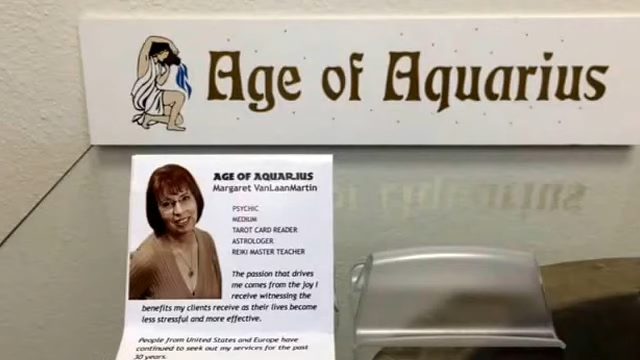 Age of Aquarius
AGE OF AQUARIUS
Margaret VanLaanMartin
PSYCHIC
MEDIUM
TAROT CARD READER
ASTROLOGER
REIKI MASTER TEACHER
The passion that drives
me comes from the joy I
receive witnessing the
benefits my clients receive as their lives become
less stressful and more effective.
People from United States and Europe have
continued to seek out my services for the past
30 years.